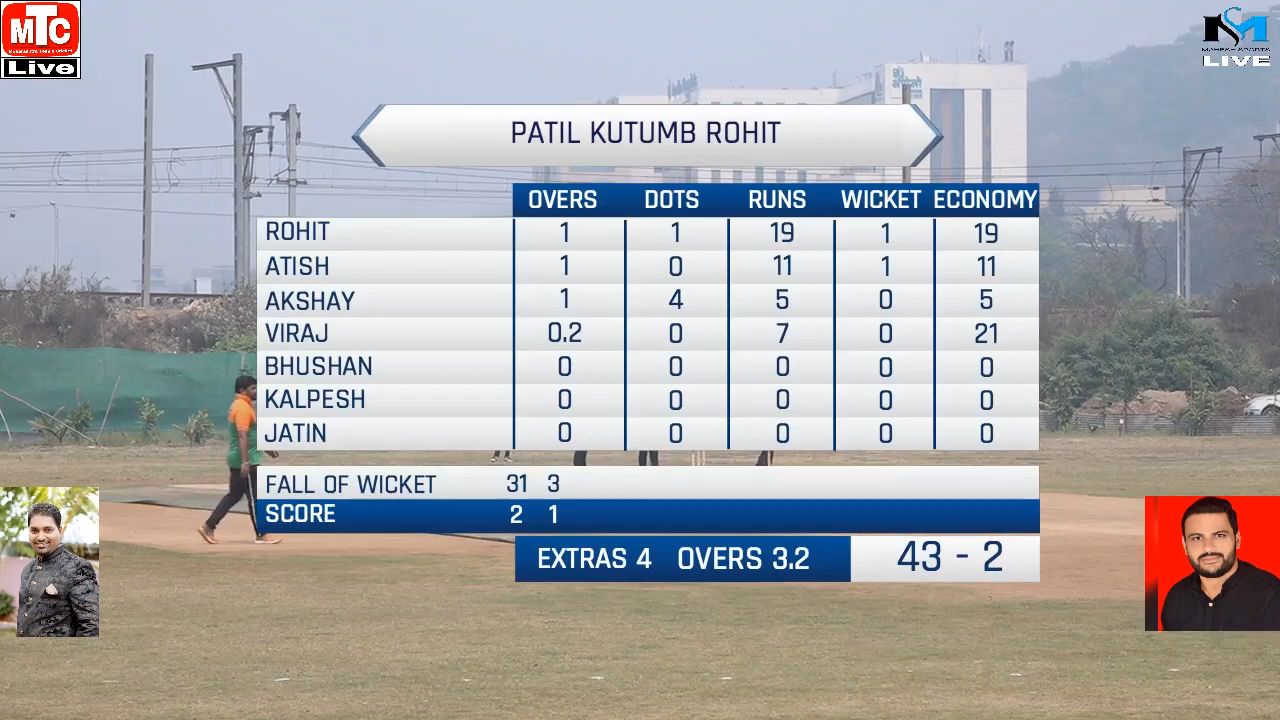 MTC
Live
SM
MAHESH SPORTS
LIVE
PATIL KUTUMB ROHIT
OVERS DOTS RUNS WICKET ECONOMY
ROHIT 1 1 19 1 19
ATISH 1 0 11 1 11
AKSHAY 1 4 5 0 5
VIRAJ 0.2 0 7 0 21
BHUSHAN 0 0 0 0 0
KALPESH 0 0 0 0 0
JATIN 0 0 0 0 0
FALL OF WICKET 31 3
SCORE 2 1
EXTRAS 4 OVERS 3.2 43 - 2